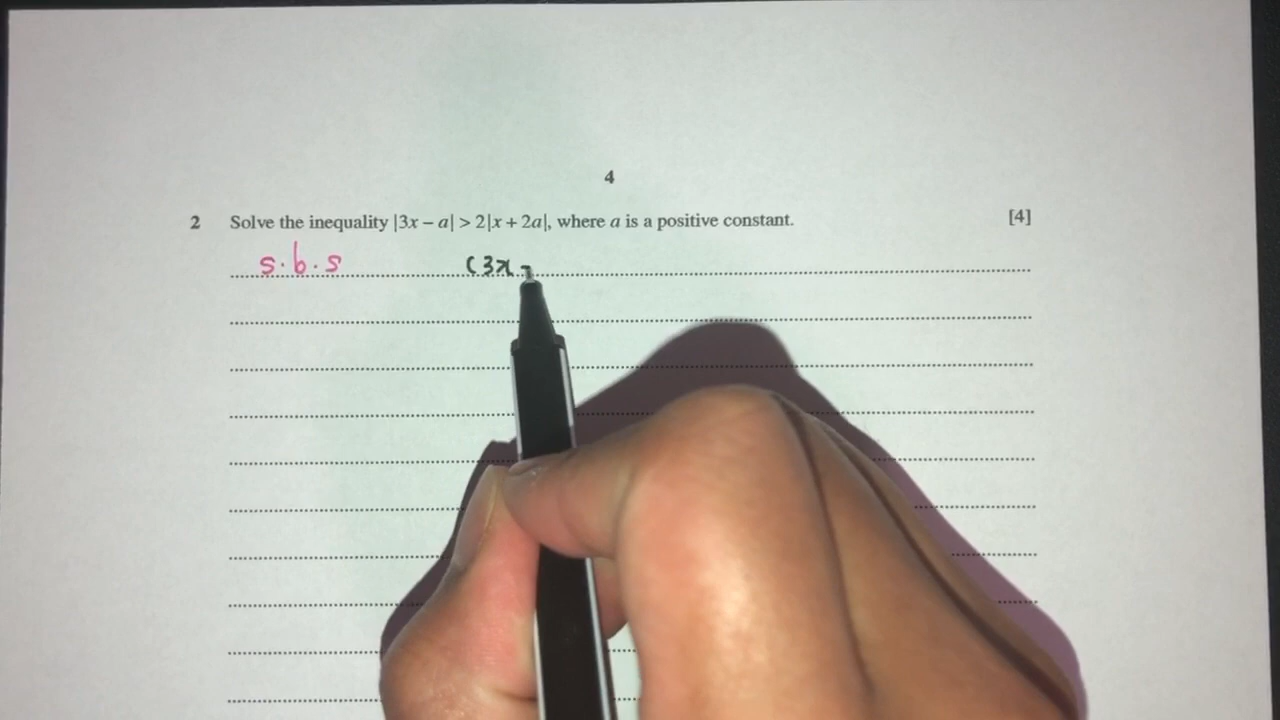 4
2 Solve the inequality |3x – a| > 2|x + 2a|, where a is a positive constant. [4]
s.b.s (3x -